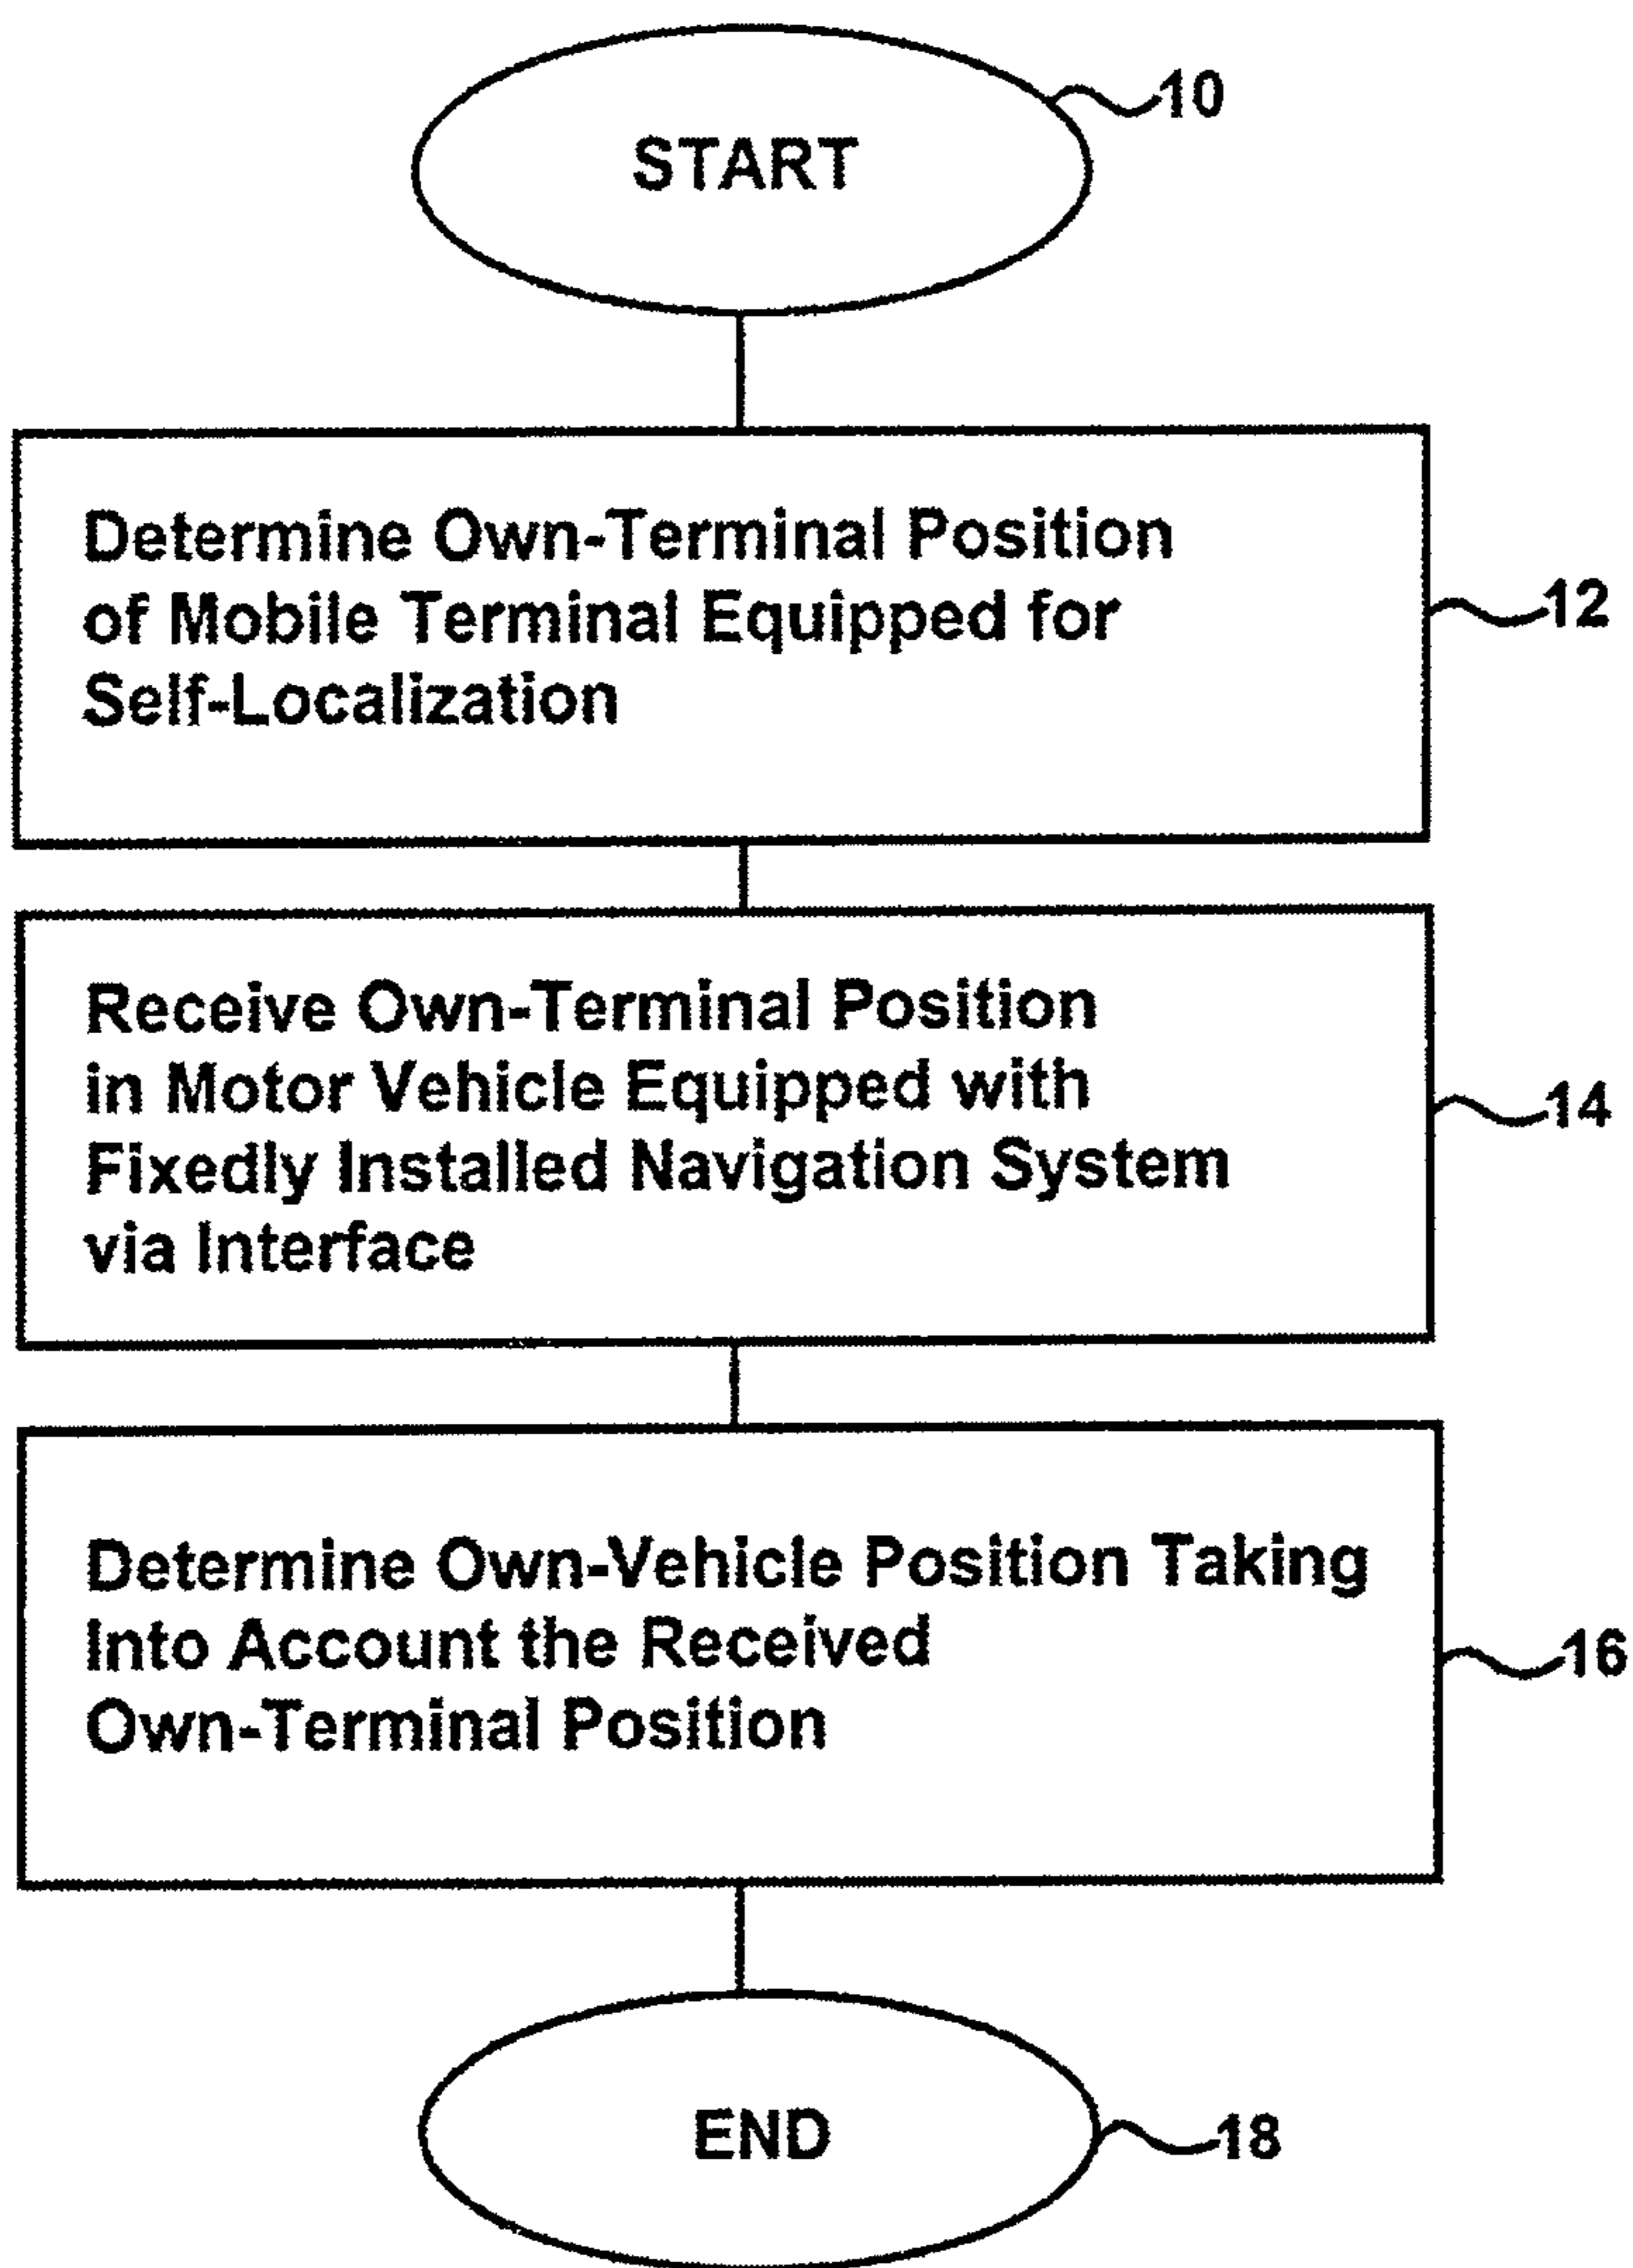 START
10
Determine Own-Terminal Position
of Mobile Terminal Equipped for
Self-Localization
12
Receive Own-Terminal Position
in Motor Vehicle Equipped with
Fixedly Installed Navigation System
via Interface
14
Determine Own-Vehicle Position Taking
Into Account the Received
Own-Terminal Position
16
END
18